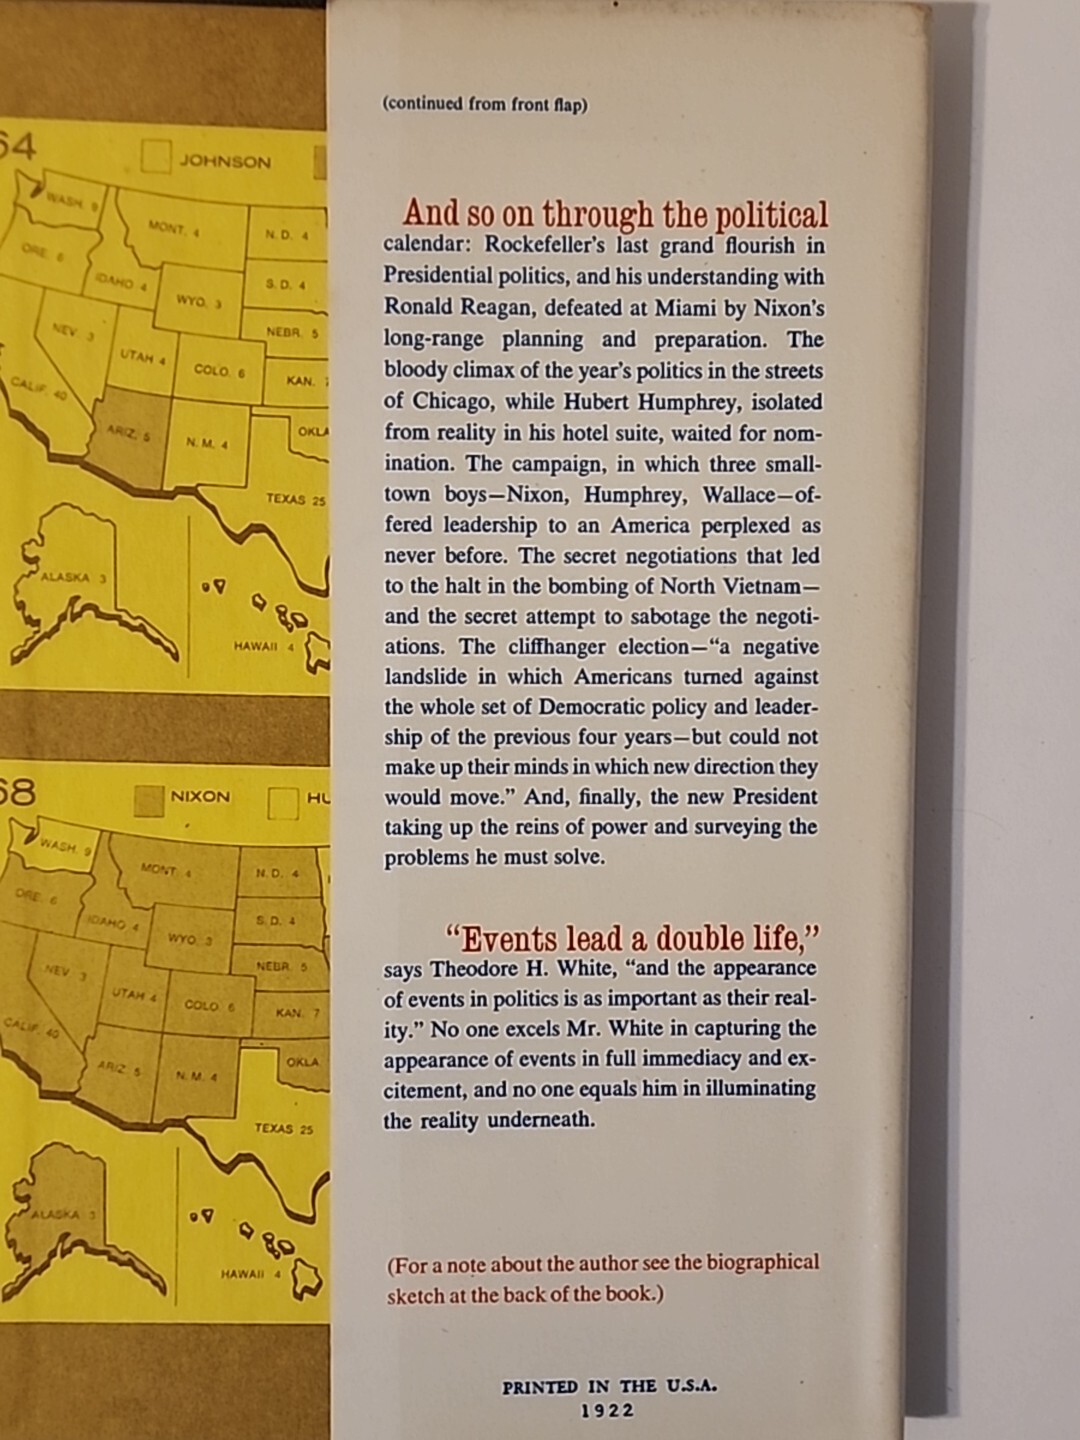 64
JOHNSON
WASH. 9
MONT. 4
N. D. 4
ORE. 6
IDAHO 4
S. D. 4
WYO. 3
NEV. 3
NEBR. 5
UTAH 4
COLO. 6
KAN. 7
CALIF. 40
ARIZ. 5
N. M. 4
OKLA
TEXAS 25
ALASKA 3
HAWAII 4
68
NIXON
HU
WASH. 9
MONT. 4
N. D. 4
ORE. 6
IDAHO 4
S. D. 4
WYO. 3
NEV. 3
NEBR. 5
UTAH 4
COLO. 6
KAN. 7
CALIF. 40
ARIZ. 5
N. M. 4
OKLA
TEXAS 25
ALASKA 3
HAWAII 4
(continued from front flap)
And so on through the political
calendar: Rockefeller's last grand flourish in
Presidential politics, and his understanding with
Ronald Reagan, defeated at Miami by Nixon's
long-range planning and preparation. The
bloody climax of the year's politics in the streets
of Chicago, while Hubert Humphrey, isolated
from reality in his hotel suite, waited for nom-
ination. The campaign, in which three small-
town boys—Nixon, Humphrey, Wallace—of-
fered leadership to an America perplexed as
never before. The secret negotiations that led
to the halt in the bombing of North Vietnam—
and the secret attempt to sabotage the negoti-
ations. The cliffhanger election—“a negative
landslide in which Americans turned against
the whole set of Democratic policy and leader-
ship of the previous four years—but could not
make up their minds in which new direction they
would move.” And, finally, the new President
taking up the reins of power and surveying the
problems he must solve.
“Events lead a double life,”
says Theodore H. White, “and the appearance
of events in politics is as important as their real-
ity.” No one excels Mr. White in capturing the
appearance of events in full immediacy and ex-
citement, and no one equals him in illuminating
the reality underneath.
(For a note about the author see the biographical
sketch at the back of the book.)
PRINTED IN THE U.S.A.
1922